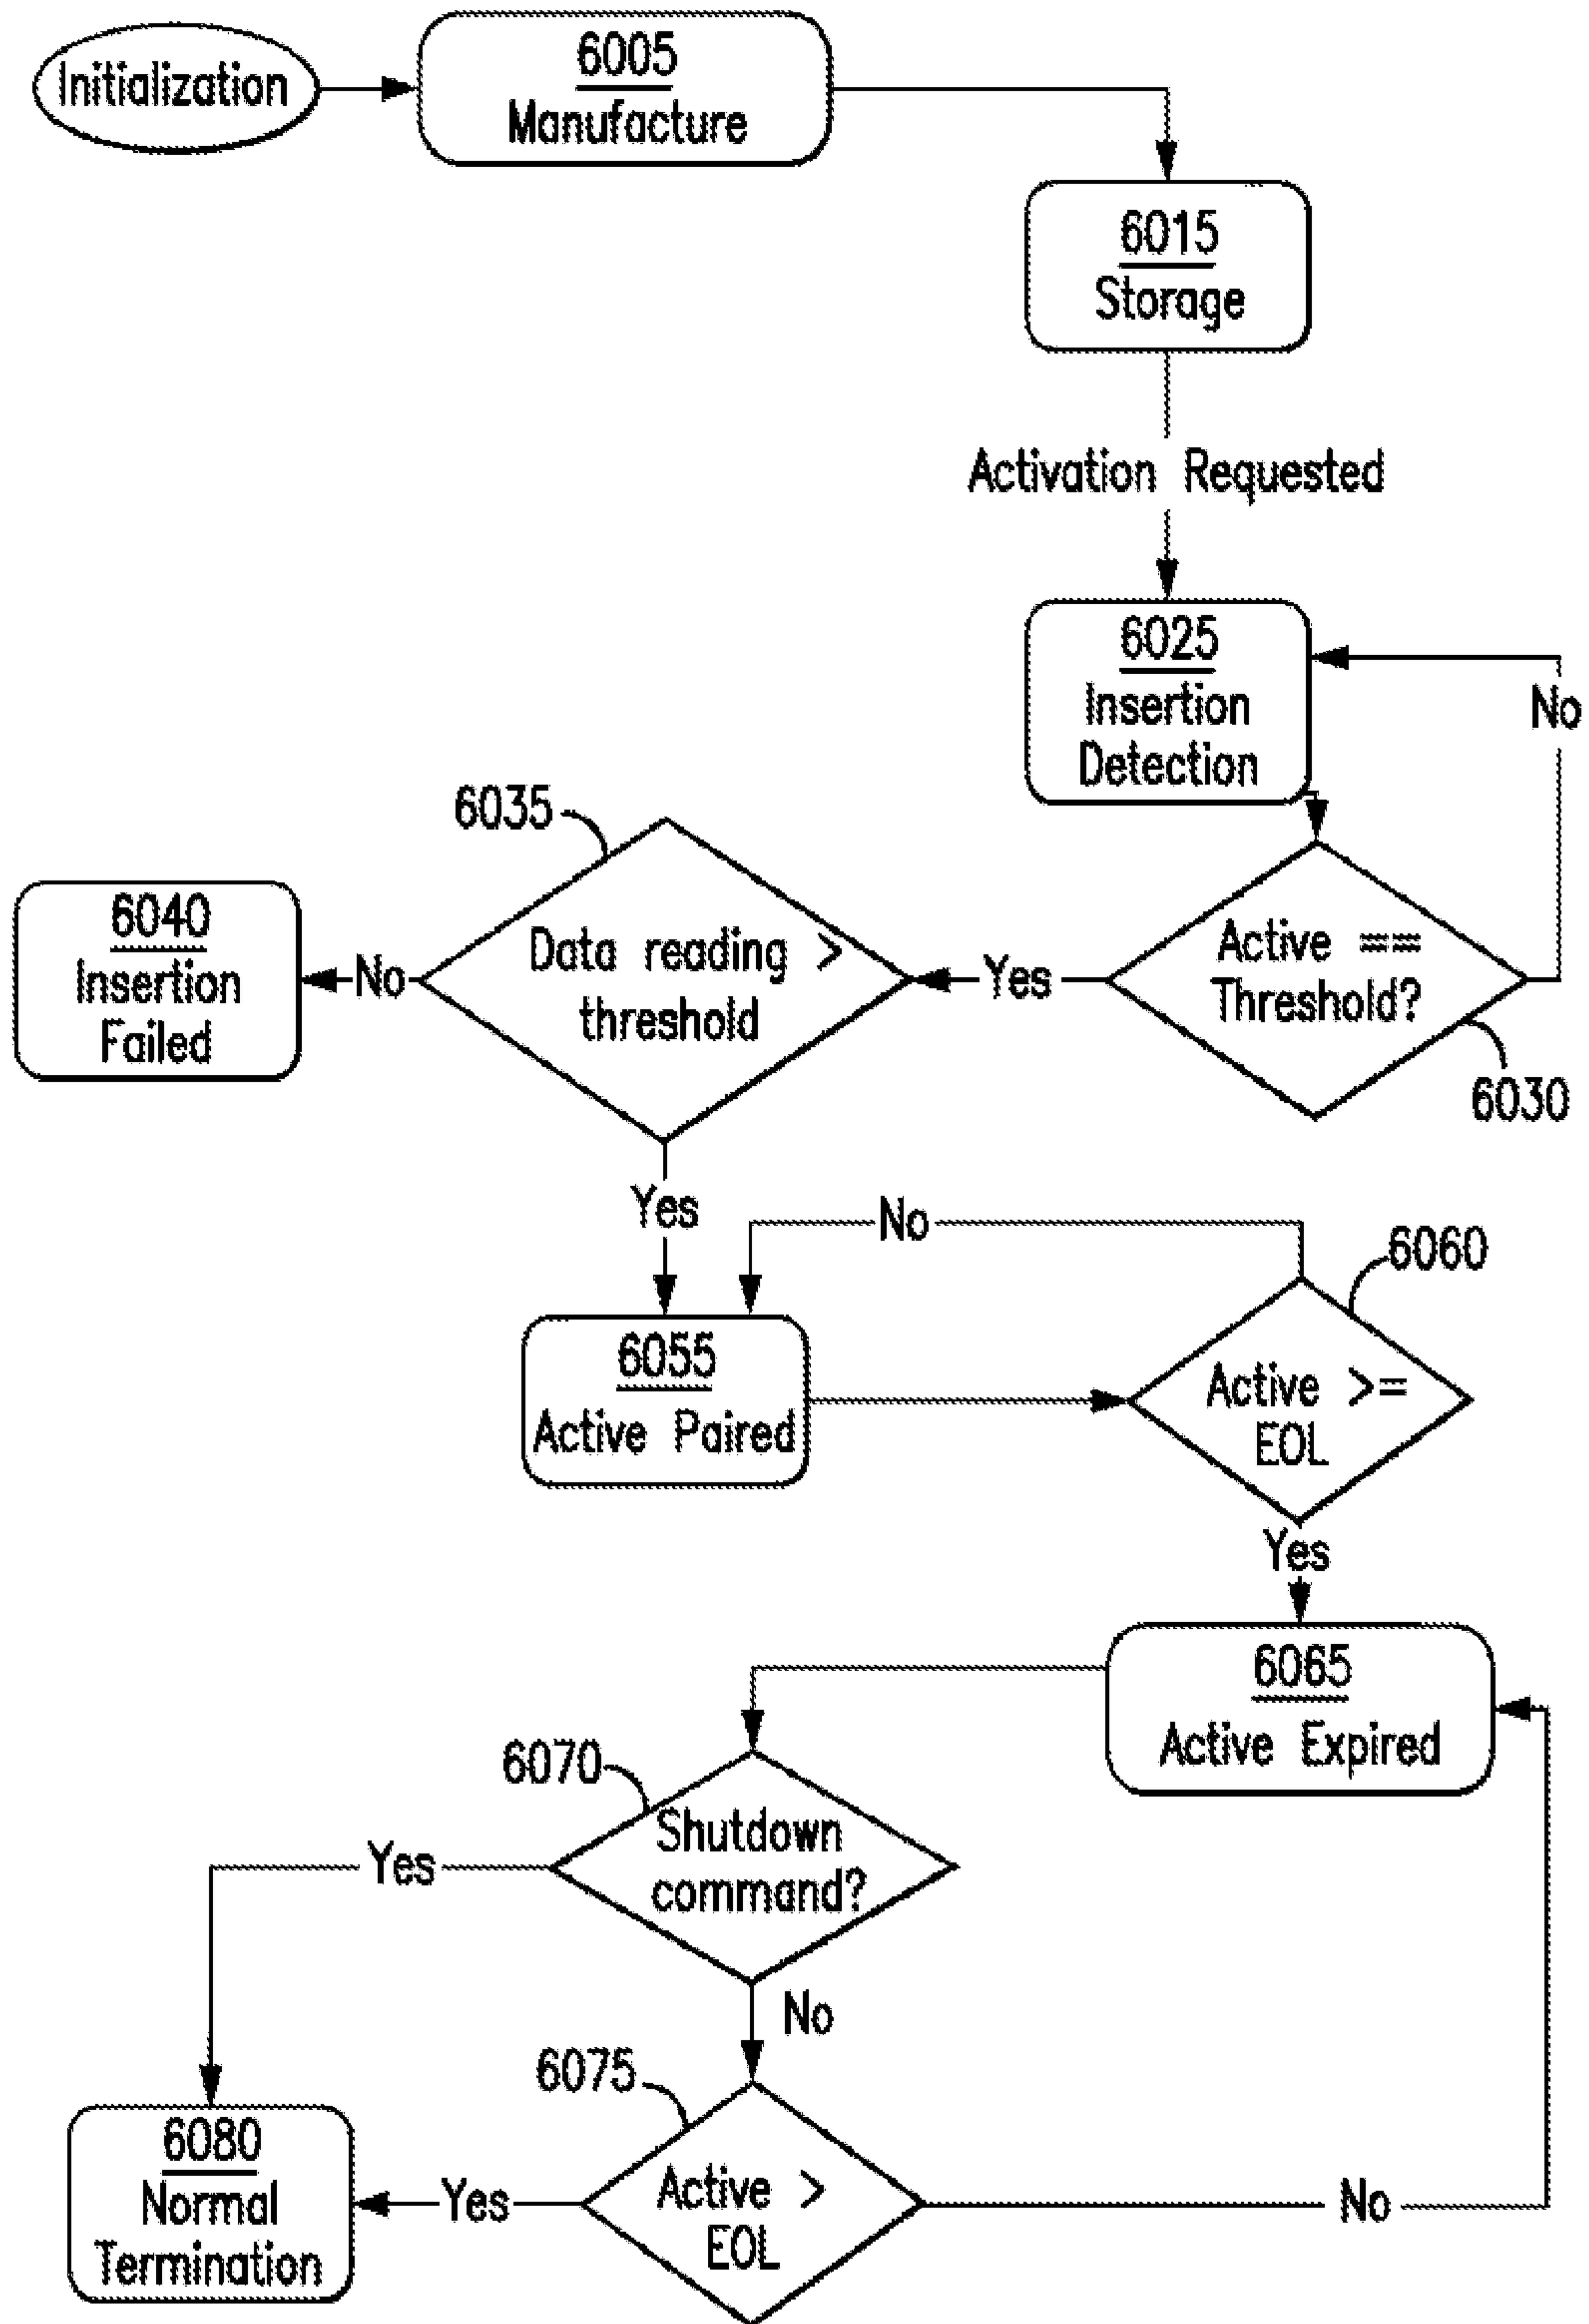 Initialization
6005
Manufacture
6015
Storage
Activation Requested
6025
Insertion
Detection
No
6035
6040
Insertion
Failed
No
Data reading >
threshold
Yes
Active ==
Threshold?
6030
Yes
No
6060
6055
Active Paired
Active >=
EOL
Yes
6065
Active Expired
6070
Shutdown
command?
Yes
No
6075
6080
Normal
Termination
Yes
Active >
EOL
No